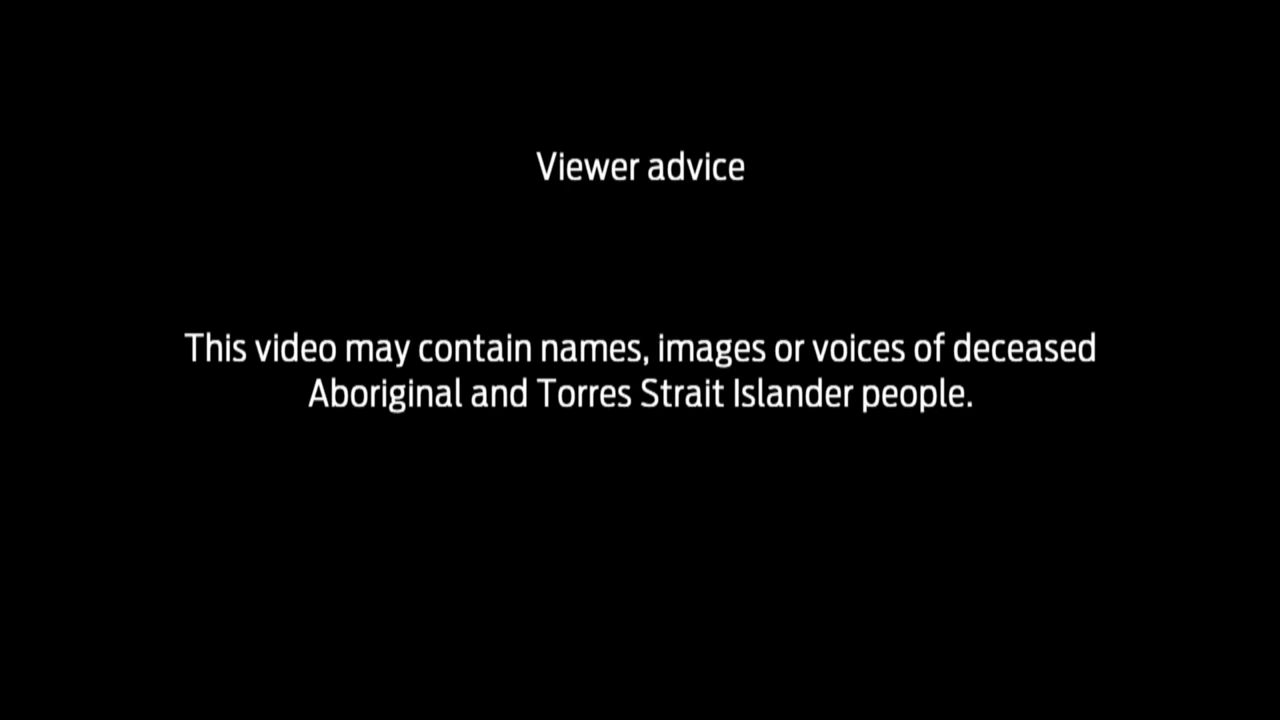 Viewer advice
This video may contain names, images or voices of deceased
Aboriginal and Torres Strait Islander people.